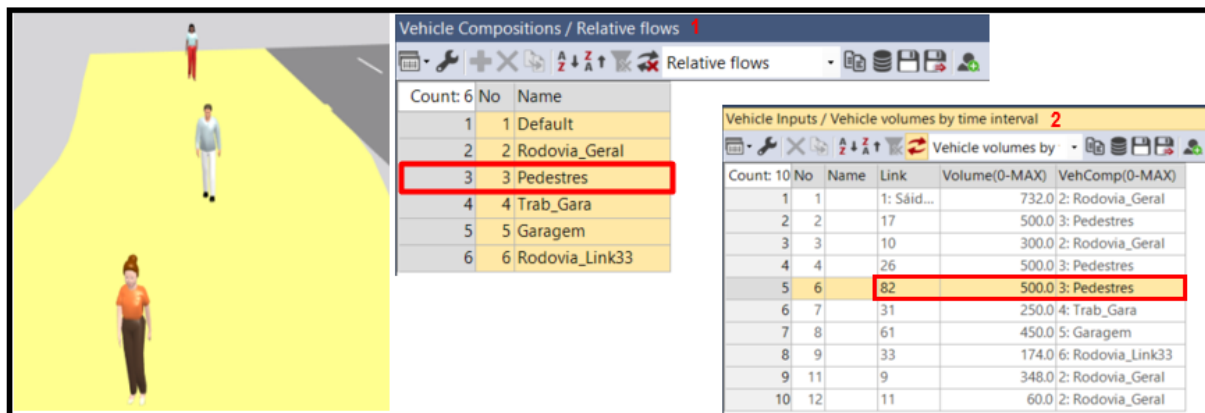 Vehicle Compositions / Relative flows 1
Relative flows
Count: 6 No Name
1 1 Default
2 2 Rodovia_Geral
3 3 Pedestres
4 4 Trab_Gara
5 5 Garagem
6 6 Rodovia_Link33
Vehicle Inputs / Vehicle volumes by time interval 2
Vehicle volumes by
Count: 10 No Name Link Volume(0-MAX) VehComp(0-MAX)
1 1 1: Sáid... 732.0 2: Rodovia_Geral
2 2 17 500.0 3: Pedestres
3 3 10 300.0 2: Rodovia_Geral
4 4 26 500.0 3: Pedestres
5 6 82 500.0 3: Pedestres
6 7 31 250.0 4: Trab_Gara
7 8 61 450.0 5: Garagem
8 9 33 174.0 6: Rodovia_Link33
9 11 9 348.0 2: Rodovia_Geral
10 12 11 60.0 2: Rodovia_Geral